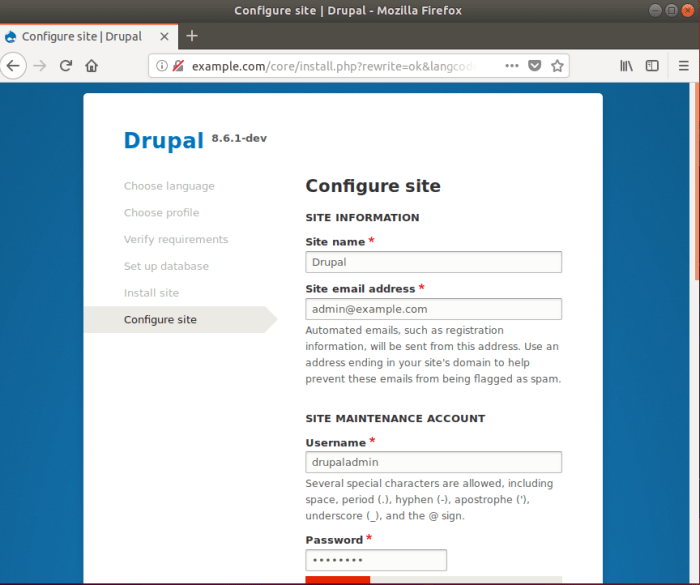 Configure site | Drupal - Mozilla Firefox
Configure site | Drupal
example.com/core/install.php?rewrite=ok&langcod
Drupal 8.6.1-dev
Choose language
Choose profile
Verify requirements
Set up database
Install site
Configure site
Configure site
SITE INFORMATION
Site name *
Drupal
Site email address *
admin@example.com
Automated emails, such as registration
information, will be sent from this address. Use an
address ending in your site's domain to help
prevent these emails from being flagged as spam.
SITE MAINTENANCE ACCOUNT
Username *
drupaladmin
Several special characters are allowed, including
space, period (.), hyphen (-), apostrophe ('),
underscore (_), and the @ sign.
Password *
••••••••